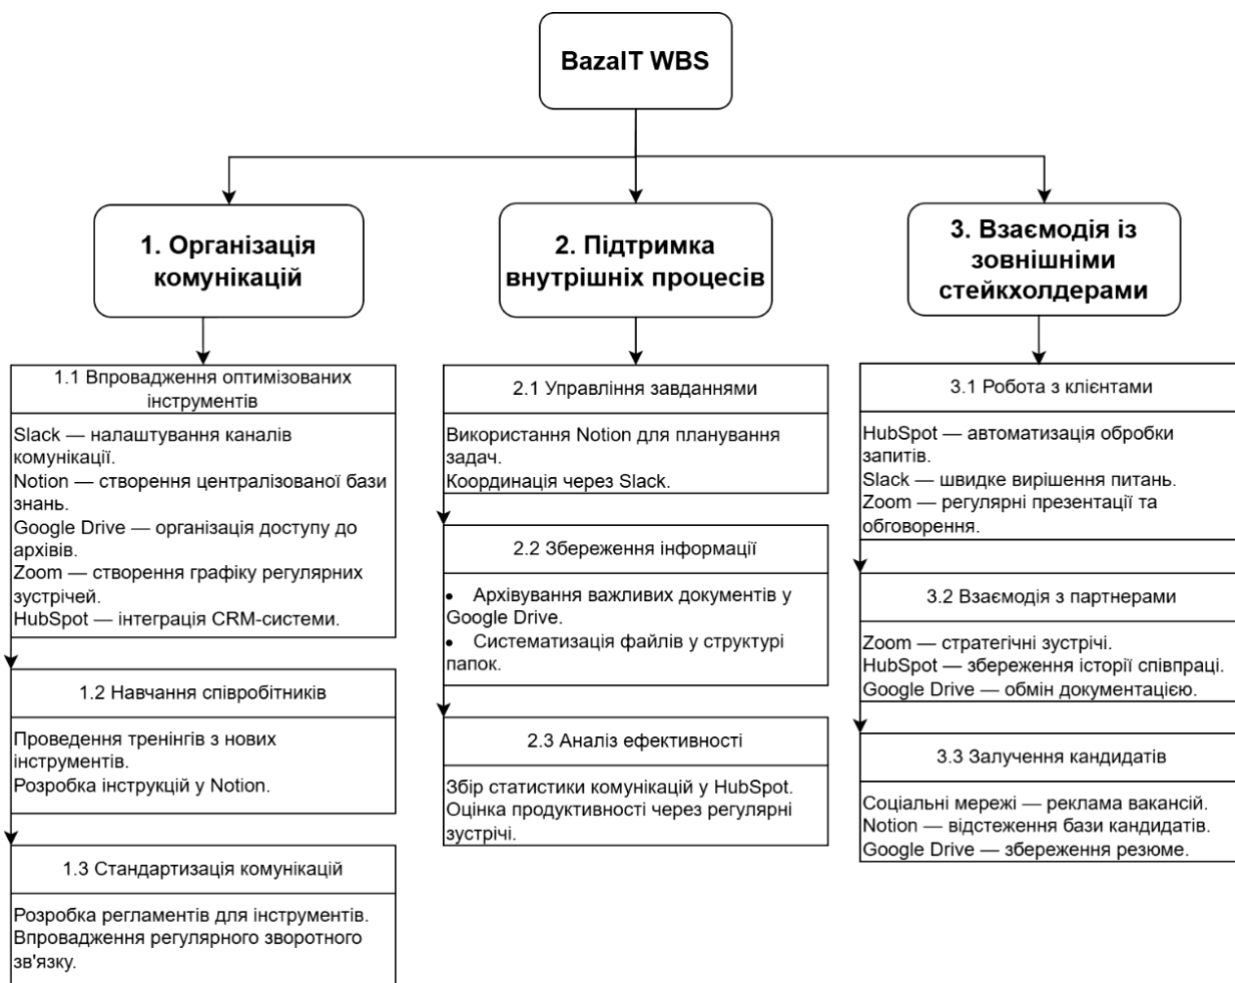 BazaIT WBS
1. Організація
комунікацій
2. Підтримка
внутрішніх процесів
3. Взаємодія із
зовнішніми
стейкхолдерами
1.1 Впровадження оптимізованих
інструментів
Slack — налаштування каналів
комунікації.
Notion — створення централізованої бази
знань.
Google Drive — організація доступу до
архівів.
Zoom — створення графіку регулярних
зустрічей.
HubSpot — інтеграція CRM-системи.
1.2 Навчання співробітників
Проведення тренінгів з нових
інструментів.
Розробка інструкцій у Notion.
1.3 Стандартизація комунікацій
Розробка регламентів для інструментів.
Впровадження регулярного зворотного
зв'язку.
2.1 Управління завданнями
Використання Notion для планування
задач.
Координація через Slack.
2.2 Збереження інформації
• Архівування важливих документів у
Google Drive.
• Систематизація файлів у структурі
папок.
2.3 Аналіз ефективності
Збір статистики комунікацій у HubSpot.
Оцінка продуктивності через регулярні
зустрічі.
3.1 Робота з клієнтами
HubSpot — автоматизація обробки
запитів.
Slack — швидке вирішення питань.
Zoom — регулярні презентації та
обговорення.
3.2 Взаємодія з партнерами
Zoom — стратегічні зустрічі.
HubSpot — збереження історії співпраці.
Google Drive — обмін документацією.
3.3 Залучення кандидатів
Соціальні мережі — реклама вакансій.
Notion — відстеження бази кандидатів.
Google Drive — збереження резюме.